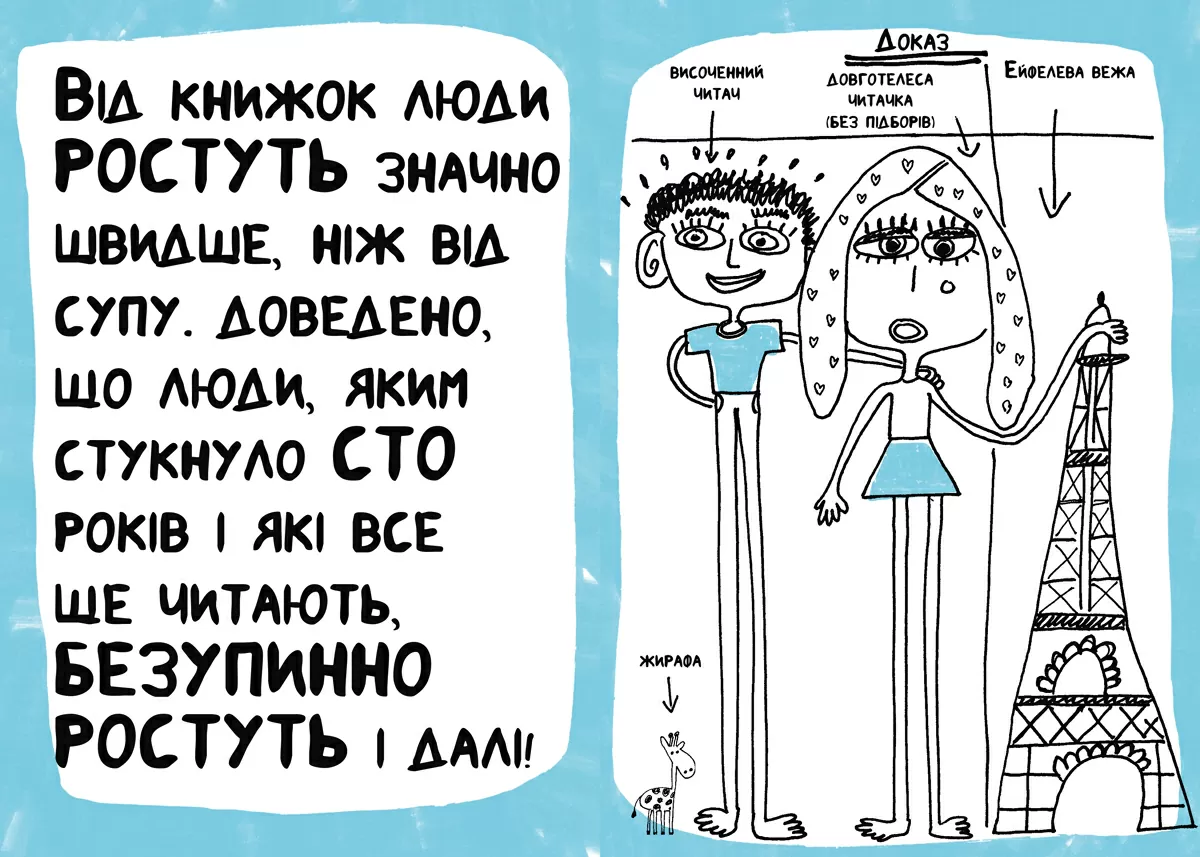 Від книжок люди
РОСТУТЬ значно
швидше, ніж від
супу. Доведено,
що люди, яким
стукнуло СТО
років і які все
ще читають,
БЕЗУПИННО
РОСТУТЬ і далі!
Доказ
височенний
читач
довготелеса
читачка
(без підборів)
Ейфелева вежа
жирафа